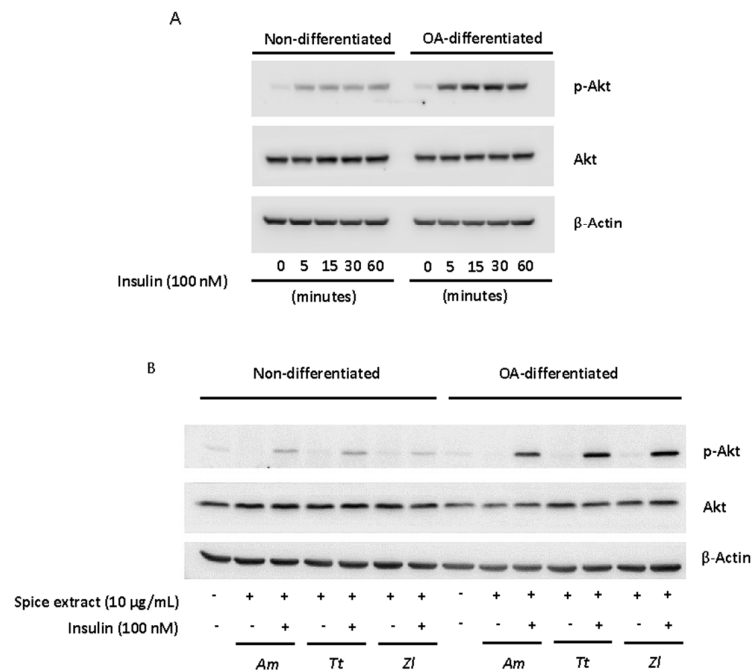 A
Non-differentiated OA-differentiated
p-Akt
Akt
β-Actin
0 5 15 30 60 0 5 15 30 60
Insulin (100 nM)
(minutes) (minutes)
B
Non-differentiated OA-differentiated
p-Akt
Akt
β-Actin
Spice extract (10 µg/mL) - + + + + + + - + + + + + +
Insulin (100 nM) - - + - + - + - - + - + - +
Am Tt Zl Am Tt Zl